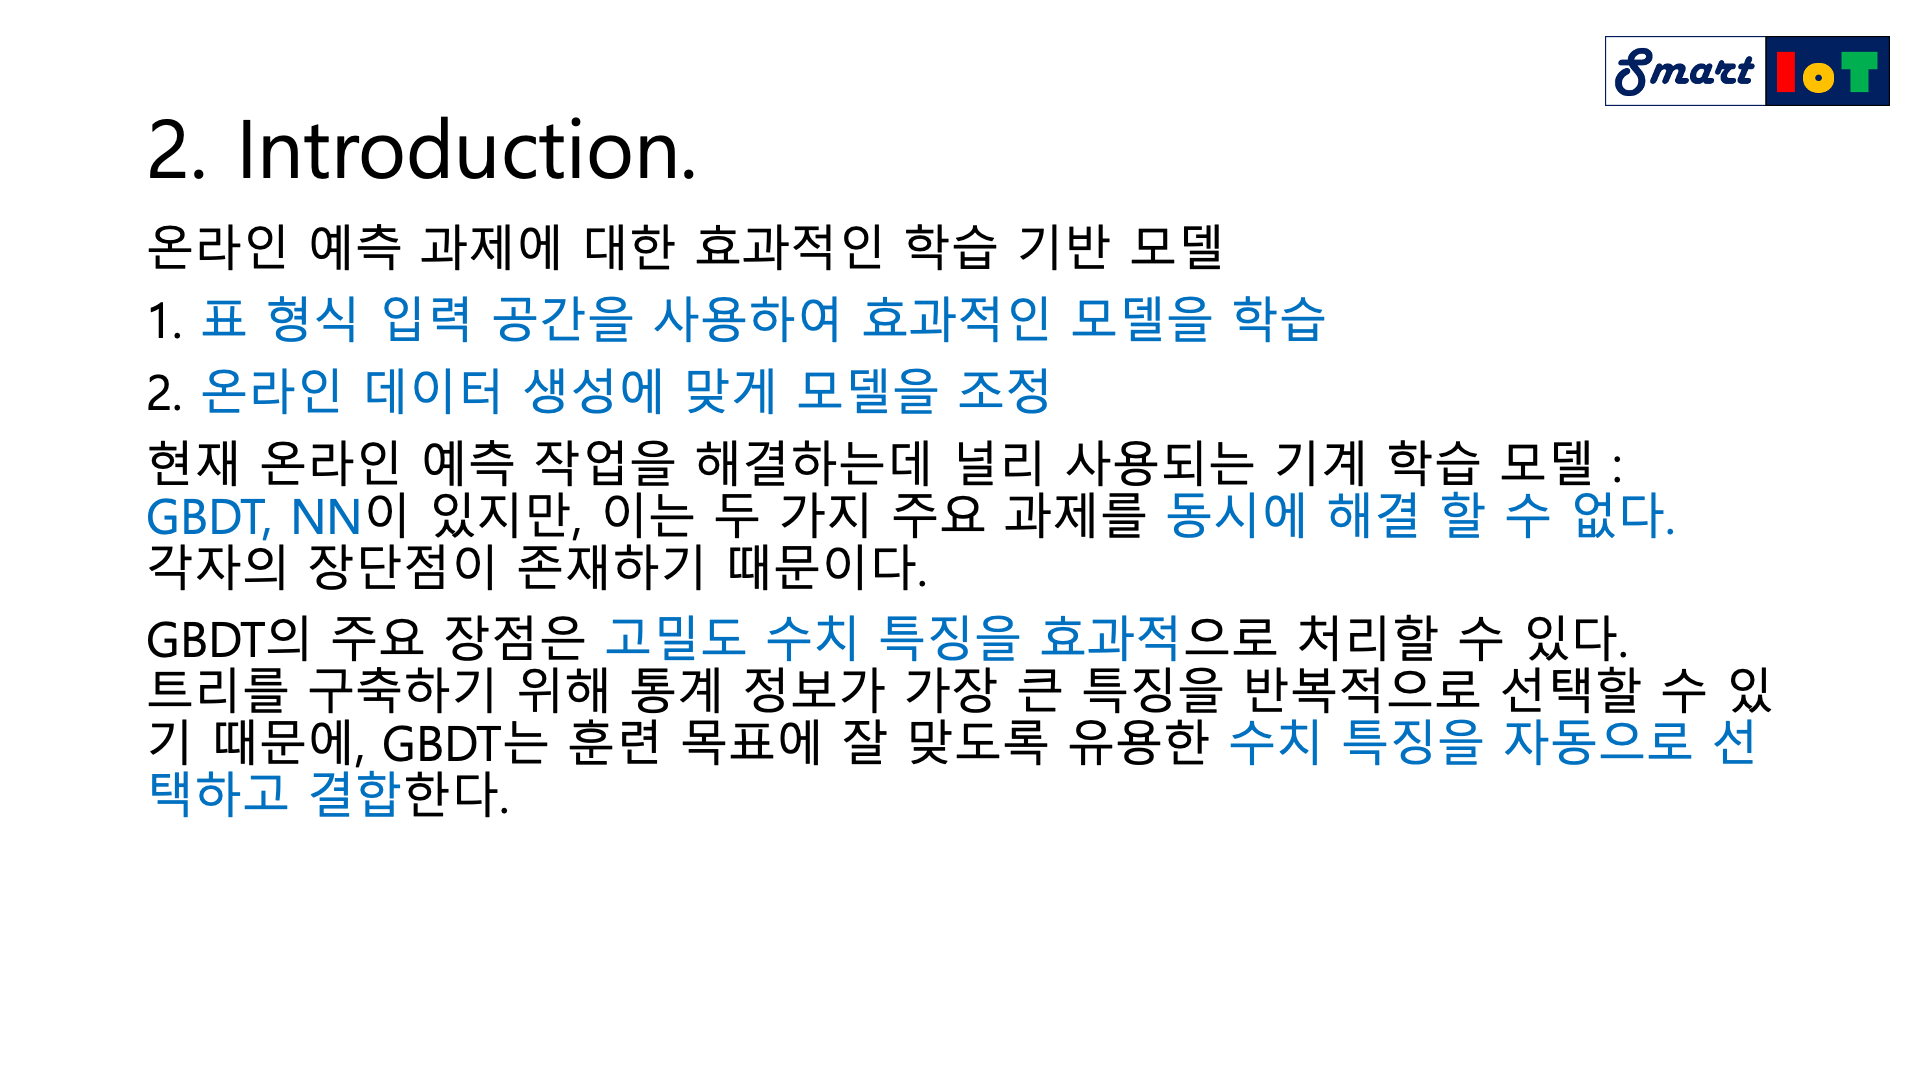 Smart IoT
2. Introduction.
온라인 예측 과제에 대한 효과적인 학습 기반 모델
1. 표 형식 입력 공간을 사용하여 효과적인 모델을 학습
2. 온라인 데이터 생성에 맞게 모델을 조정
현재 온라인 예측 작업을 해결하는데 널리 사용되는 기계 학습 모델 :
GBDT, NN이 있지만, 이는 두 가지 주요 과제를 동시에 해결 할 수 없다.
각자의 장단점이 존재하기 때문이다.
GBDT의 주요 장점은 고밀도 수치 특징을 효과적으로 처리할 수 있다.
트리를 구축하기 위해 통계 정보가 가장 큰 특징을 반복적으로 선택할 수 있
기 때문에, GBDT는 훈련 목표에 잘 맞도록 유용한 수치 특징을 자동으로 선
택하고 결합한다.